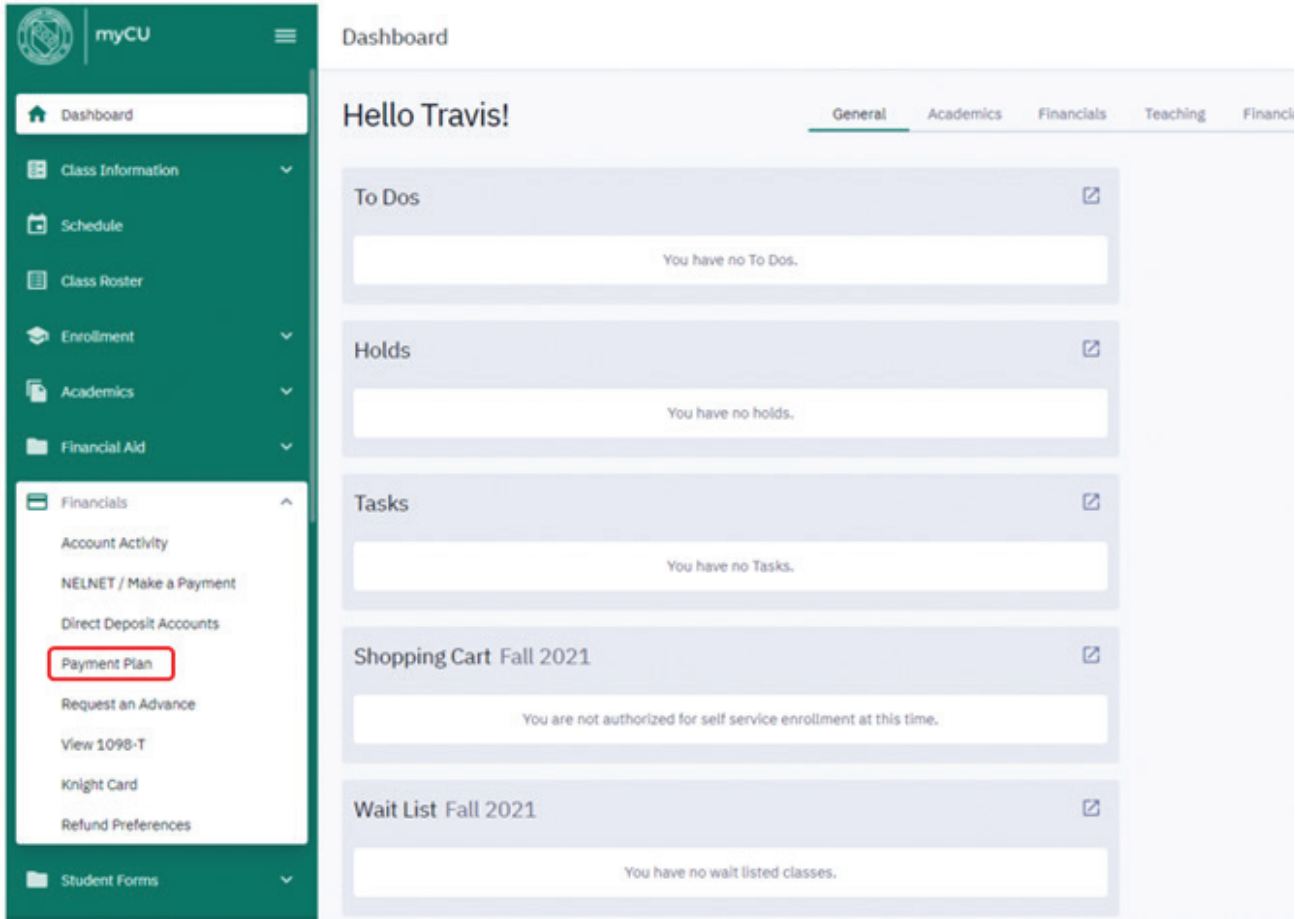 myCU
Dashboard
Class Information
Schedule
Class Roster
Enrollment
Academics
Financial Aid
Financials
Account Activity
NELNET / Make a Payment
Direct Deposit Accounts
Payment Plan
Request an Advance
View 1098-T
Knight Card
Refund Preferences
Student Forms
Dashboard
Hello Travis!
General Academics Financials Teaching
To Dos
You have no To Dos.
Holds
You have no holds.
Tasks
You have no Tasks.
Shopping Cart Fall 2021
You are not authorized for self service enrollment at this time.
Wait List Fall 2021
You have no wait listed classes.